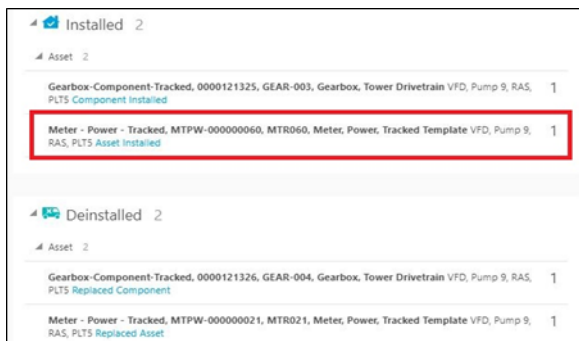 Installed 2
Asset 2
Gearbox-Component-Tracked, 0000121325, GEAR-003, Gearbox, Tower Drivetrain VFD, Pump 9, RAS, 1
PLT5 Component Installed
Meter - Power - Tracked, MTPW-000000060, MTR060, Meter, Power, Tracked Template VFD, Pump 9, 1
RAS, PLT5 Asset Installed
Deinstalled 2
Asset 2
Gearbox-Component-Tracked, 0000121326, GEAR-004, Gearbox, Tower Drivetrain VFD, Pump 9, RAS, 1
PLT5 Replaced Component
Meter - Power - Tracked, MTPW-000000021, MTR021, Meter, Power, Tracked Template VFD, Pump 9, 1
RAS, PLT5 Replaced Asset